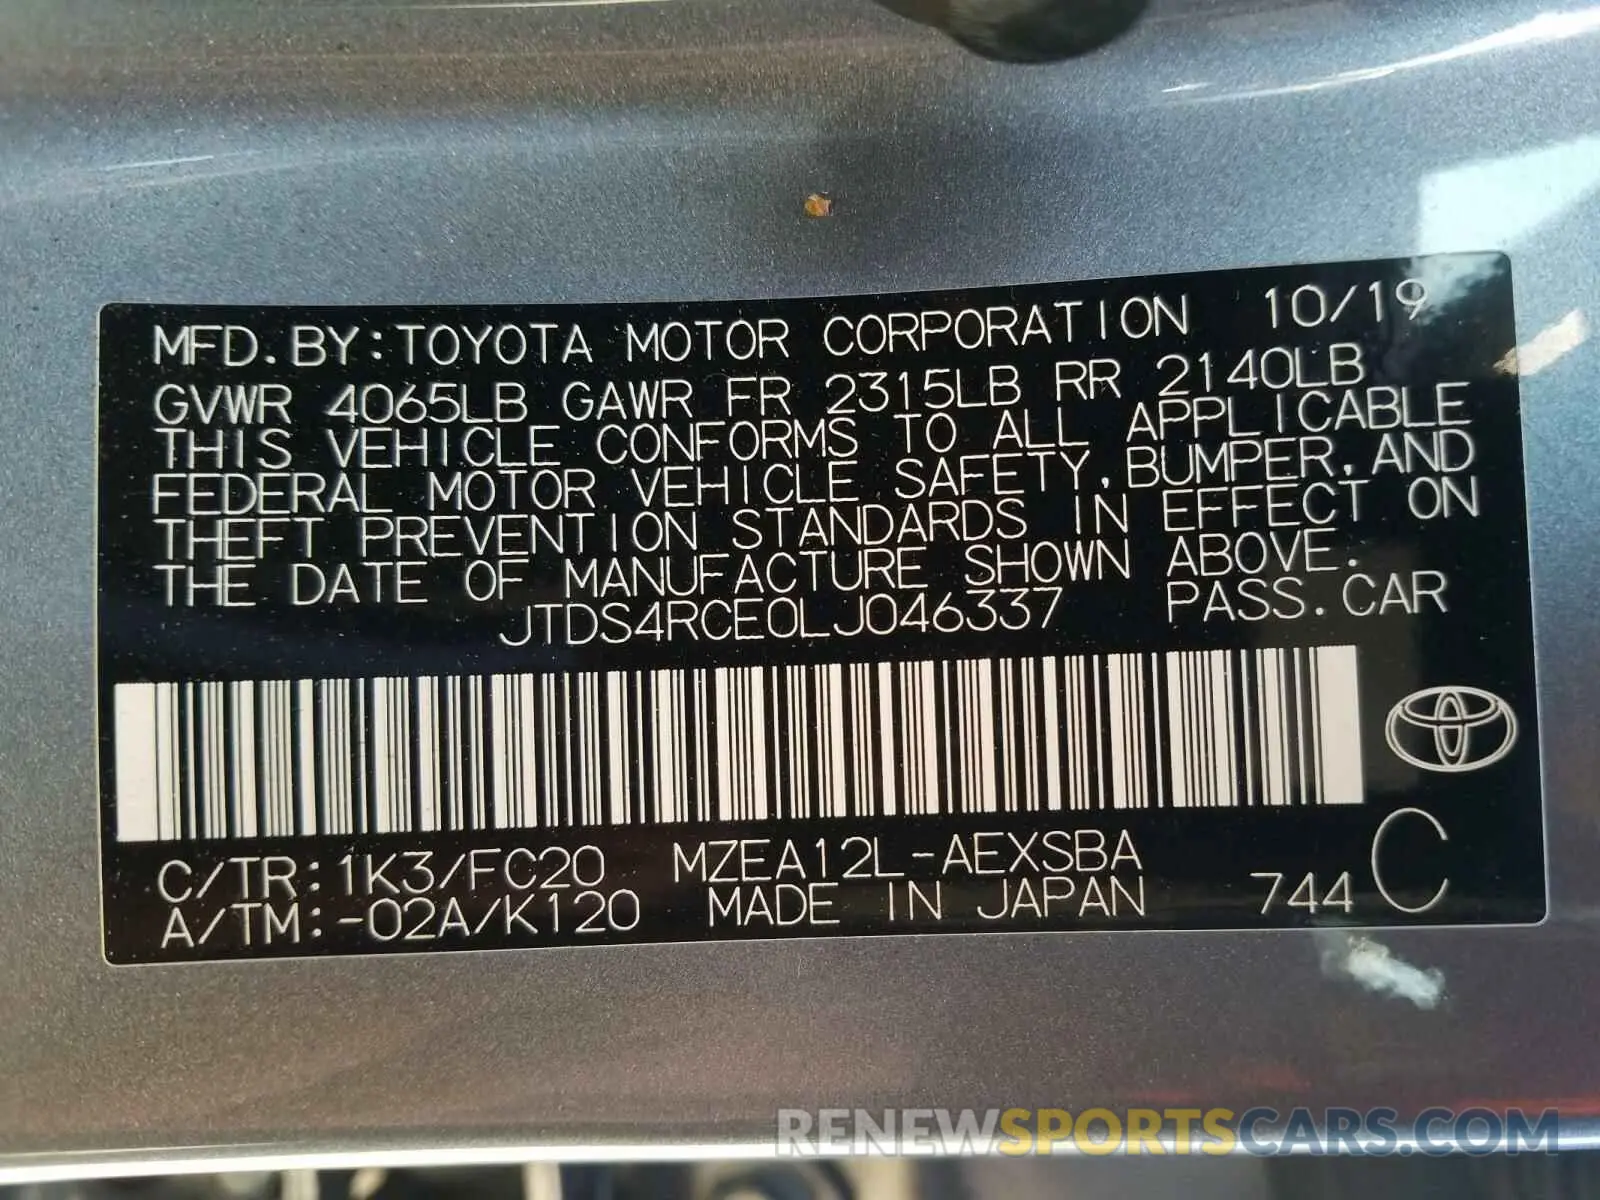 MFD. BY: TOYOTA MOTOR CORPORATION 10/19
GVWR 4065LB GAWR FR 2315LB RR 2140LB
THIS VEHICLE CONFORMS TO ALL APPLICABLE
FEDERAL MOTOR VEHICLE SAFETY, BUMPER, AND
THEFT PREVENTION STANDARDS IN EFFECT ON
THE DATE OF MANUFACTURE SHOWN ABOVE.
JTDS4RCE0LJ046337 PASS. CAR
C/TR: 1K3/FC20 MZEA12L-AEXSBA
A/TM: -02A/K120 MADE IN JAPAN 744 C
RENEWSPORTSCARS.COM